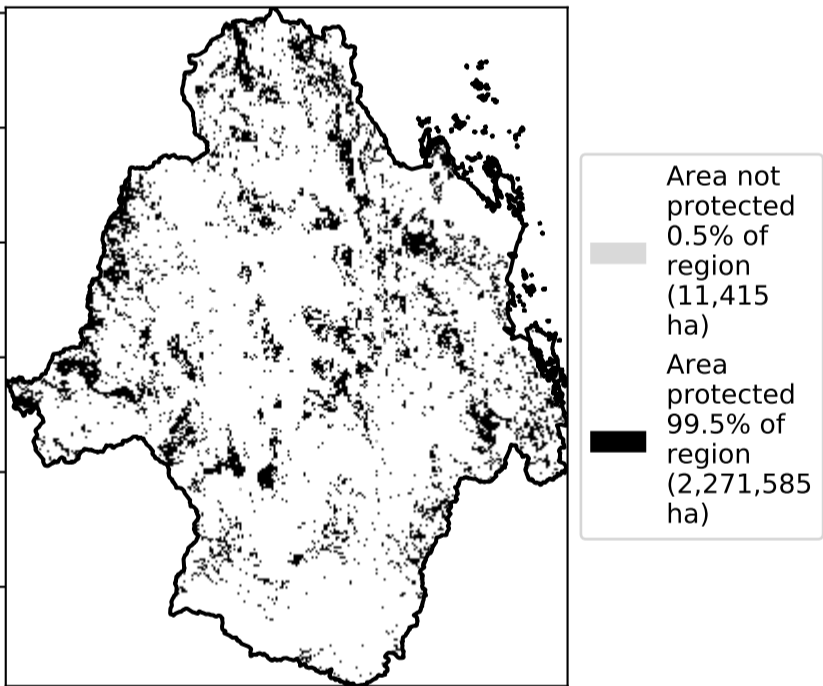 Area not
protected
0.5% of
region
(11,415
ha)
Area
protected
99.5% of
region
(2,271,585
ha)